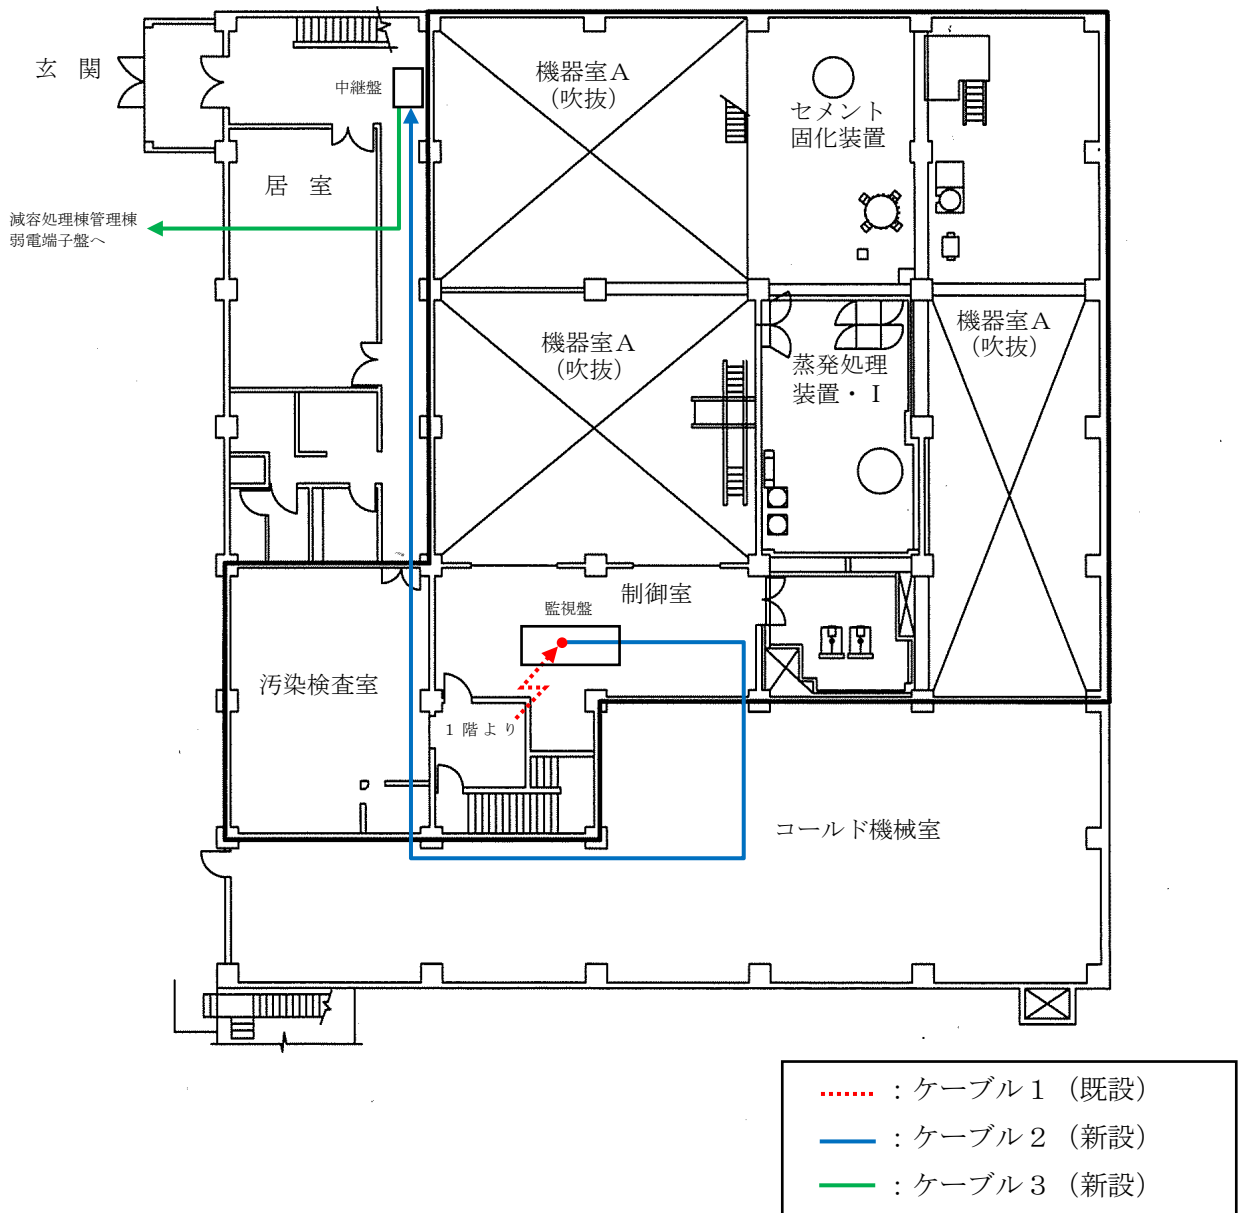 玄 関
中継盤
機器室A
(吹抜)
セメント
固化装置
居 室
減容処理棟管理棟
弱電端子盤へ
機器室A
(吹抜)
蒸発処理
装置・Ⅰ
機器室A
(吹抜)
制御室
監視盤
汚染検査室
1階より
コールド機械室
:ケーブル1 (既設)
:ケーブル2 (新設)
:ケーブル3 (新設)